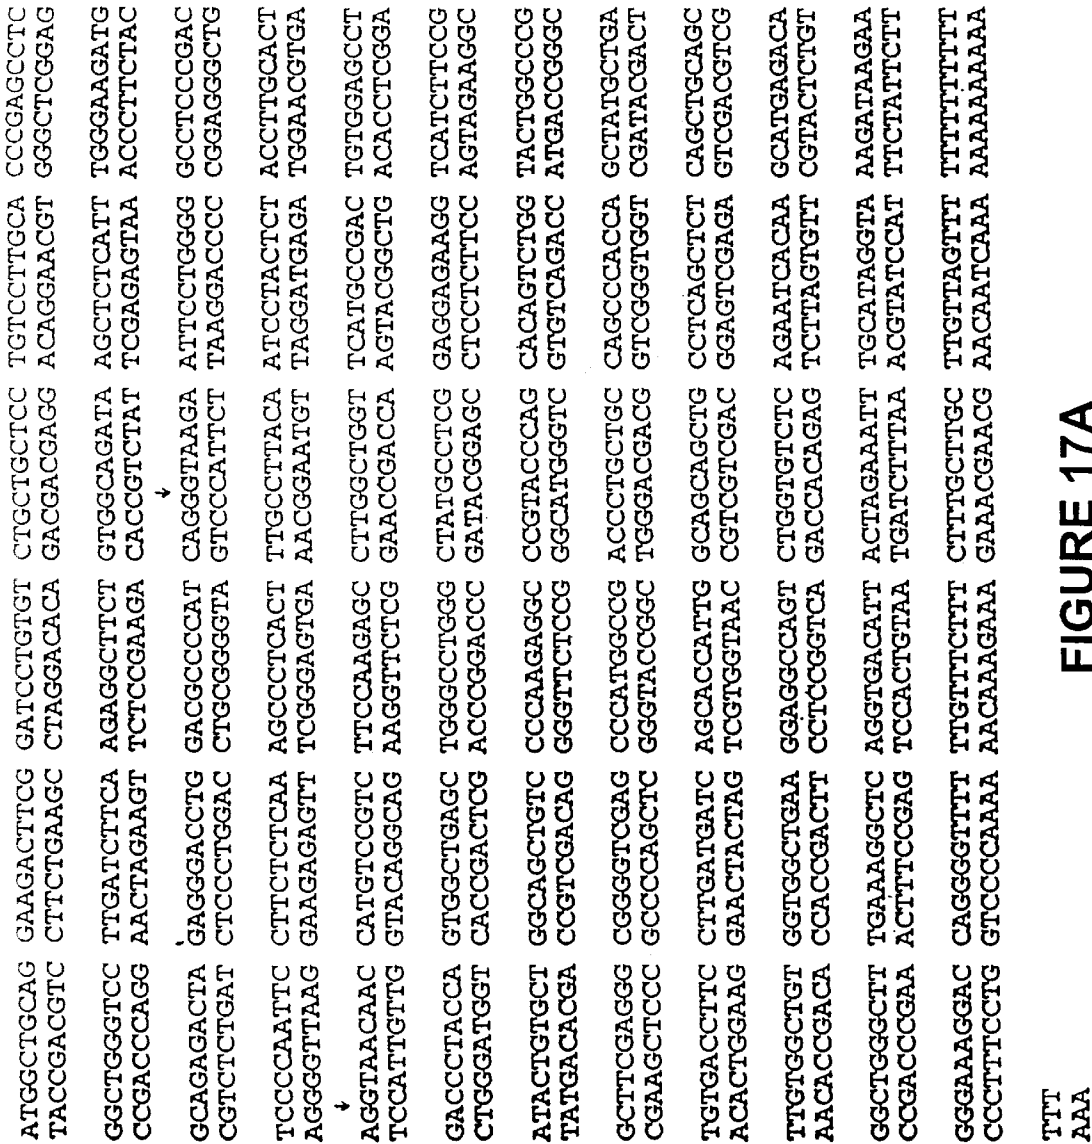 ATGGCTGCAG GAAGACTTCG GATCCTGTGT CTGCTGCTCC TGTCCTTGCA CCCGAGCCTC
TACCGACGTC CTTCTGAAGC CTAGGACACA GACGACGAGG ACAGGAACGT GGGCTCGGAG
GGCTGGGTCC TTGATCTTCA AGAGGCTTCT GTGGCAGATA AGCTCTCATT TGGGAAGATG
CCGACCCAGG AACTAGAAGT TCTCCGAAGA CACCGTCTAT TCGAGAGTAA ACCCTTCTAC
GCAGAGACTA GAGGGACCTG GACGCCCCAT CAGGGTAAGA ATTCCTGGGG GCCTCCCGAC
CGTCTCTGAT CTCCCTGGAC CTGCGGGGTA GTCCCATTCT TAAGGACCCC CGGAGGGCTG
TCCCCAATTC CTTCTCTCAA AGCCCTCACT TTGCCTTACA ATCCTACTCT ACCTTGCACT
AGGGGTTAAG GAAGAGAGTT TCGGGAGTGA AACGGAATGT TAGGATGAGA TGGAACGTGA
AGGTAACAAC CATGTCCGTC TTCCAAGAGC CTTGGCTGGT TCATGCCGAC TGTGGAGCCT
TCCATTGTTG GTACAGGCAG AAGGTTCTCG GAACCGACCA AGTACGGCTG ACACCTCGGA
GACCCTACCA GTGGCTGAGC TGGGCCTGGG CTATGCCTCG GAGGAGAAGG TCATCTTCCG
CTGGGATGGT CACCGACTCG ACCCGGACCC GATACGGAGC CTCCTCTTCC AGTAGAAGGC
ATACTGTGCT GGCAGCTGTC CCCAAGAGGC CCGTACCCAG CACAGTCTGG TACTGGCCCG
TATGACACGA CCGTCGACAG GGGTTCTCCG GGCATGGGTC GTGTCAGACC ATGACCGGGC
GCTTCGAGGG CGGGGTCGAG CCCATGGCCG ACCCTGCTGC CAGCCCACCA GCTATGCTGA
CGAAGCTCCC GCCCCAGCTC GGGTACCGGC TGGGACGACG GTCGGGTGGT CGATACGACT
TGTGACCTTC CTTGATGATC AGCACCATTG GCAGCAGCTG CCTCAGCTCT CAGCTGCAGC
ACACTGGAAG GAACTACTAG TCGTGGTAAC CGTCGTCGAC GGAGTCGAGA GTCGACGTCG
TTGTGGCTGT GGTGGCTGAA GGAGGCCAGT CTGGTGTCTC AGAATCACAA GCATGAGACA
AACACCGACA CCACCGACTT CCTCCGGTCA GACCACAGAG TCTTAGTGTT CGTACTCTGT
GGCTGGGCTT TGAAAGGCTC AGGTGACATT ACTAGAAATT TGCATAGGTA AAGATAAGAA
CCGACCCGAA ACTTTCCGAG TCCACTGTAA TGATCTTTAA ACGTATCCAT TTCTATTCTT
GGGAAAGGAC CAGGGGTTTT TTGTTTCTTT CTTTGCTTGC TTGTTAGTTT TTTTTTTTTT
CCCTTTCCTG GTCCCCAAAA AACAAAGAAA GAAACGAACG AACAATCAAA AAAAAAAAAA
TTTT
AAA
FIGURE 17A